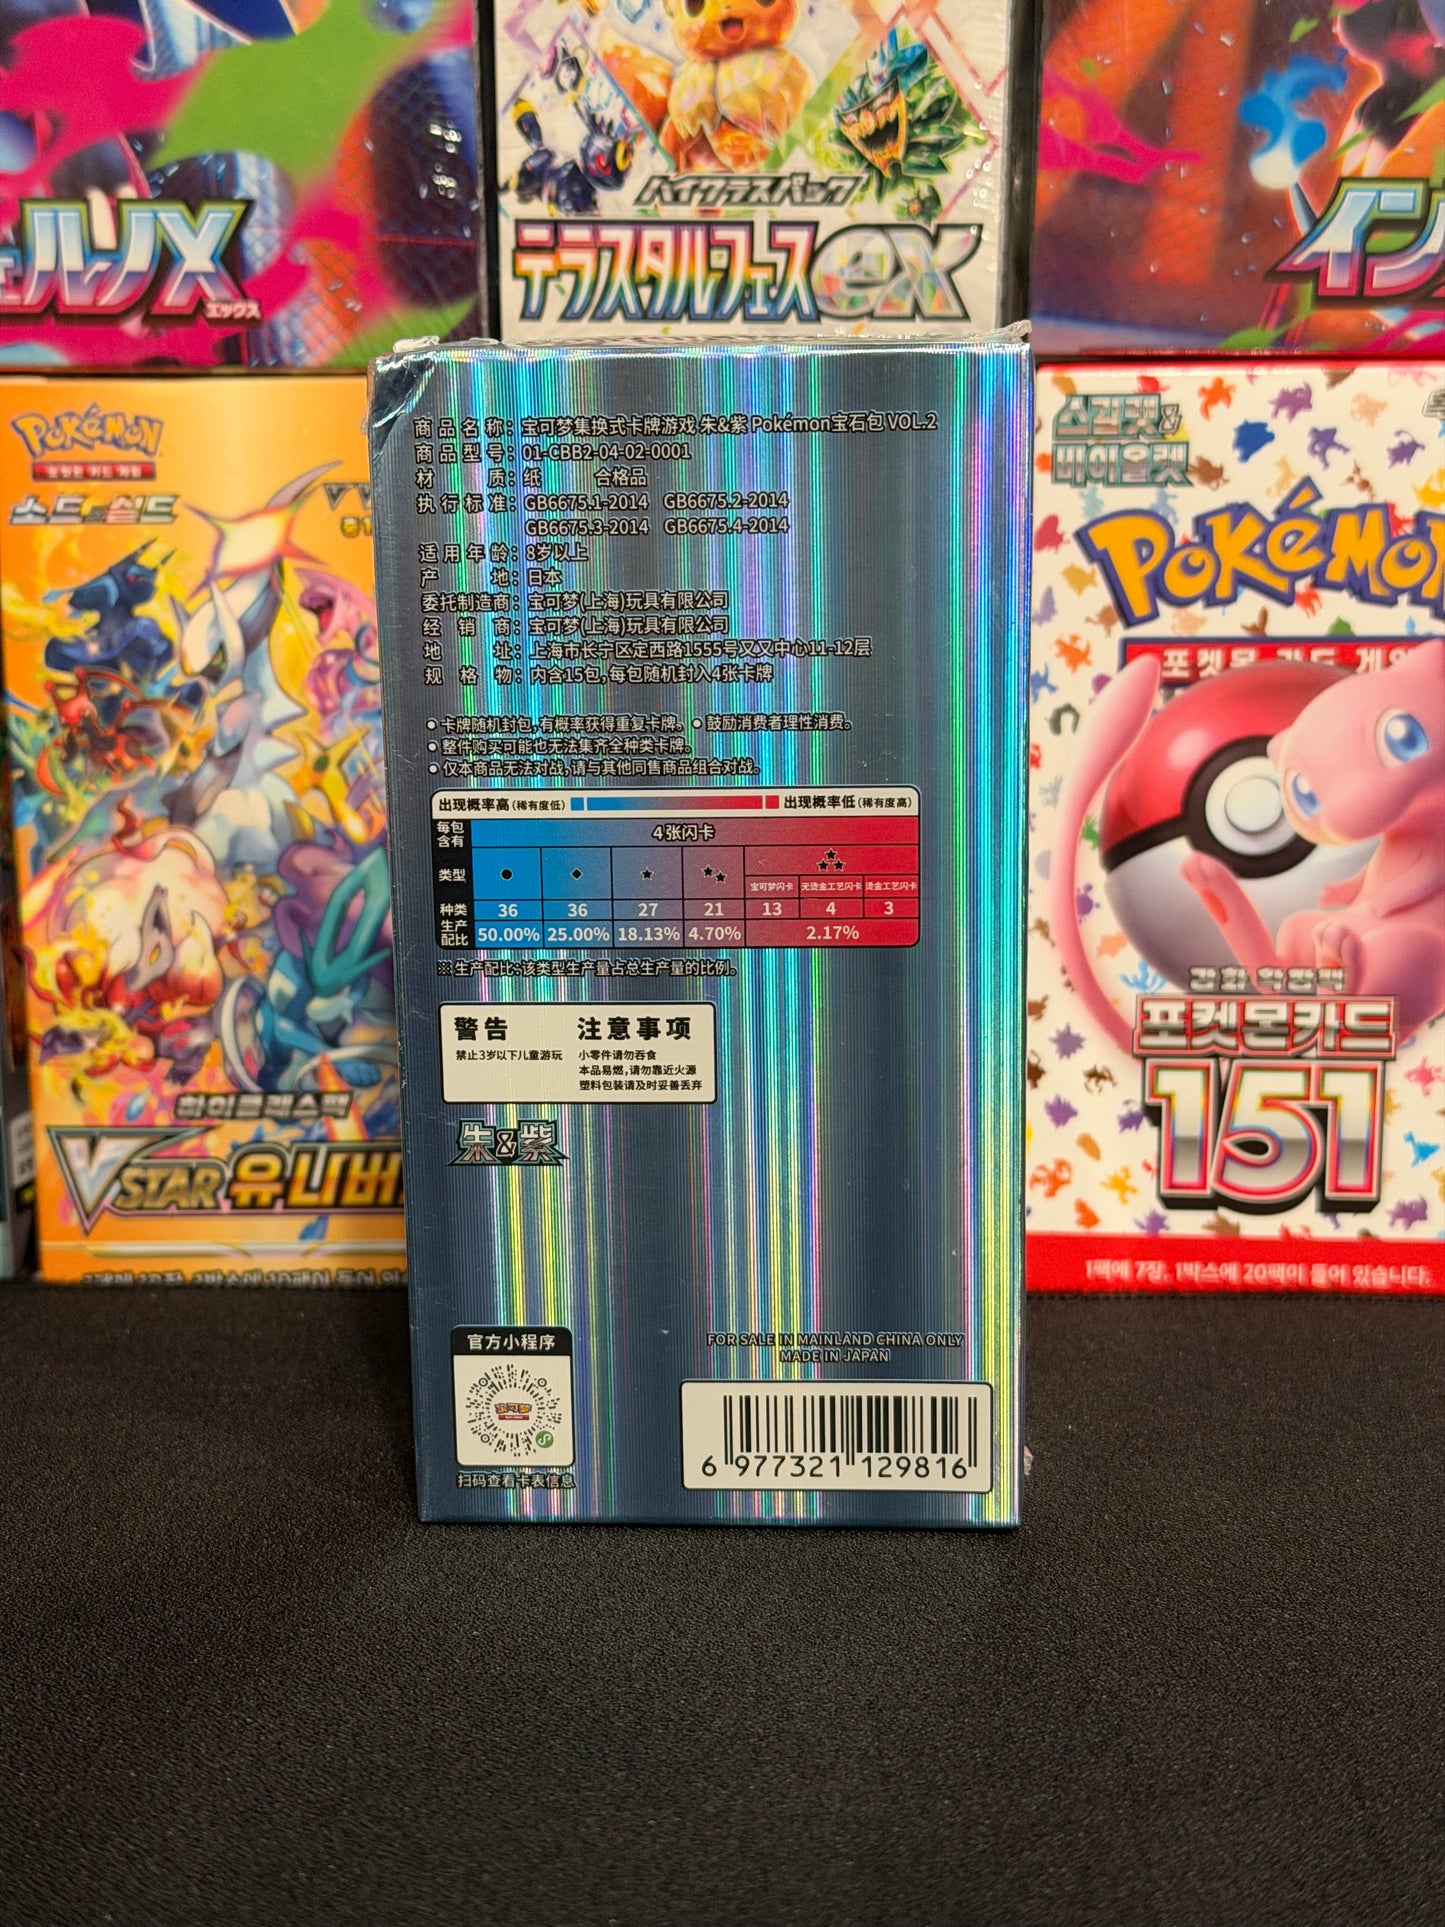 ェルノX
エックス
ハイクラスパック
テラスタルフェスex
イン
Pokémon
포켓몬 카드 게임
소드&실드
하이클래스팩
VSTAR 유니버
스칼렛&
바이올렛
POKéMO
포켓몬 카드 게임
강화 확장팩
포켓몬카드
151
1팩에 7장, 1박스에 20팩이 들어 있습니다.
商品名称：宝可梦集换式卡牌游戏 朱&紫 Pokémon宝石包 VOL.2
商品型号：01-CBB2-04-02-0001
材质：纸 合格品
执行标准：GB6675.1-2014 GB6675.2-2014
GB6675.3-2014 GB6675.4-2014
适用年龄：8岁以上
产地：日本
委托制造商：宝可梦(上海)玩具有限公司
经销商：宝可梦(上海)玩具有限公司
地址：上海市长宁区定西路1555号又又中心11-12层
规格物：内含15包，每包随机封入4张卡牌
●卡牌随机封包，有概率获得重复卡牌。 ●鼓励消费者理性消费。
●整件购买可能也无法集齐全种类卡牌。
●仅本商品无法对战，请与其他同售商品组合对战。
出现概率高(稀有度低) 出现概率低(稀有度高)
每包含有 4张闪卡
类型 ● ◆ ★ ★★ ★★★
宝可梦闪卡 无烫金工艺闪卡 烫金工艺闪卡
种类 36 36 27 21 13 4 3
生产配比 50.00% 25.00% 18.13% 4.70% 2.17%
※生产配比：该类型生产量占总生产量的比例。
警告 注意事项
禁止3岁以下儿童游玩 小零件请勿吞食
本品易燃，请勿靠近火源
塑料包装请及时妥善丢弃
朱&紫
官方小程序
宝可梦
扫码查看卡表信息
FOR SALE IN MAINLAND CHINA ONLY
MADE IN JAPAN
6 977321 129816